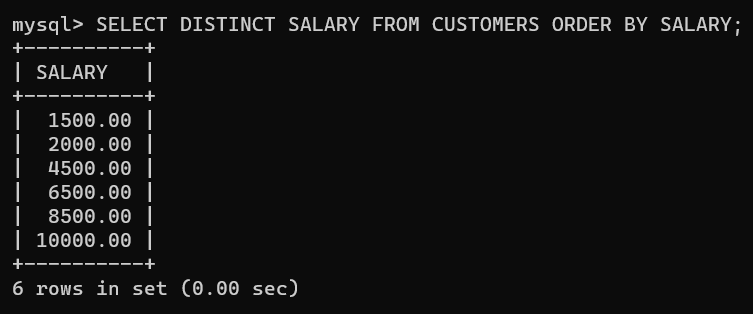 mysql> SELECT DISTINCT SALARY FROM CUSTOMERS ORDER BY SALARY;
+----------+
| SALARY   |
+----------+
|  1500.00 |
|  2000.00 |
|  4500.00 |
|  6500.00 |
|  8500.00 |
| 10000.00 |
+----------+
6 rows in set (0.00 sec)